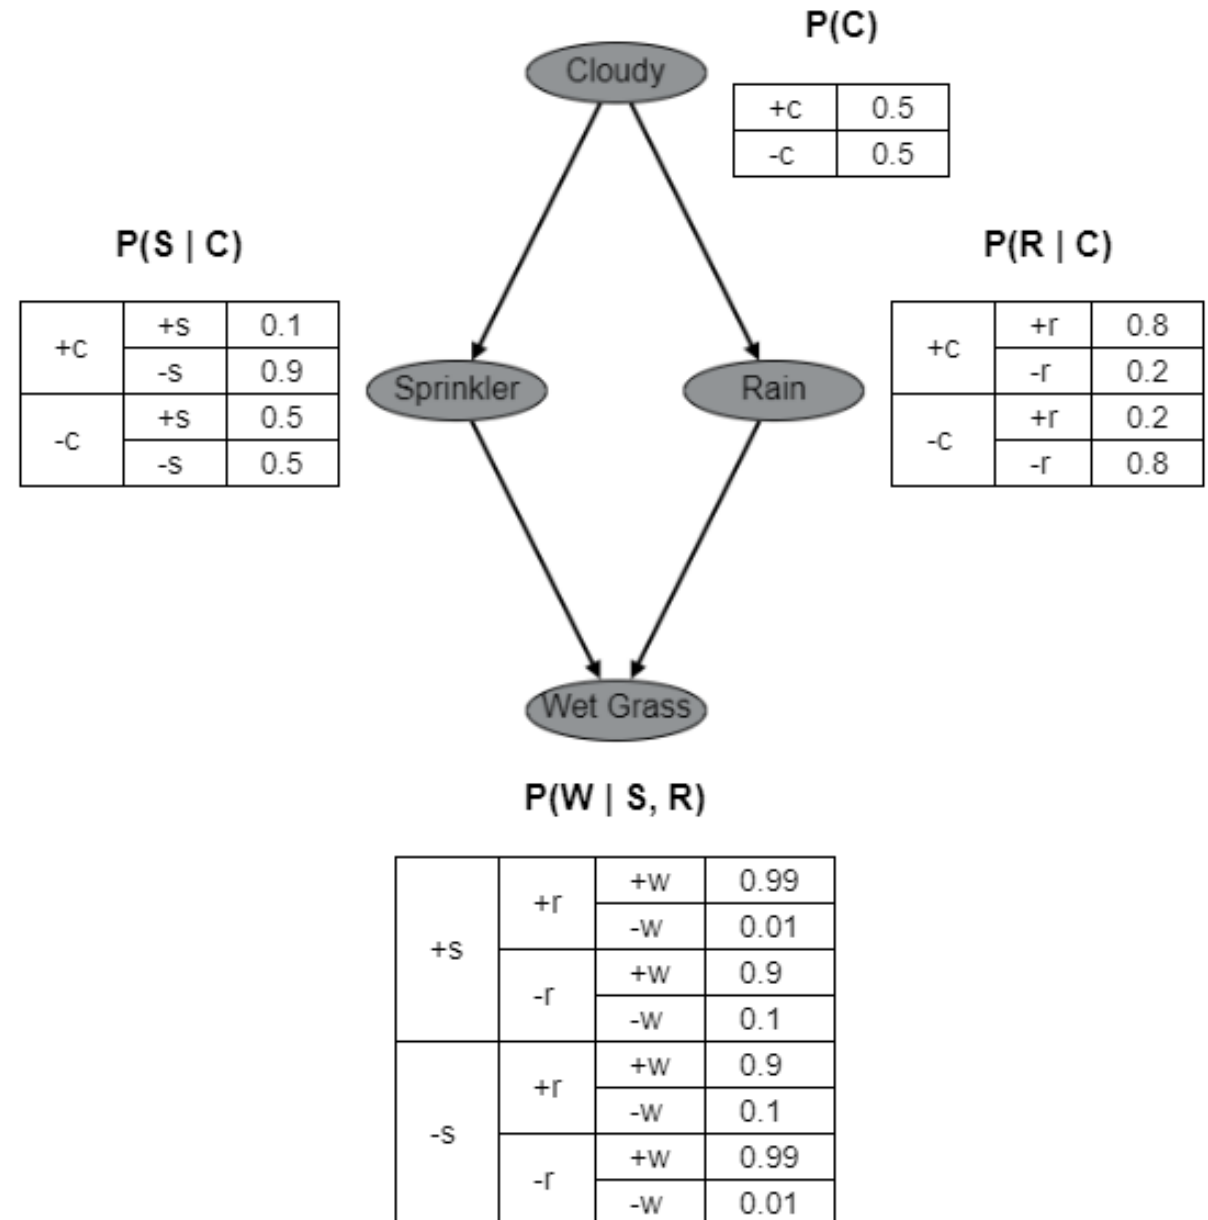 P(C)
Cloudy
+c 0.5
-c 0.5
P(S | C)
P(R | C)
+c +s 0.1
-s 0.9
-c +s 0.5
-s 0.5
Sprinkler
Rain
+c +r 0.8
-r 0.2
-c +r 0.2
-r 0.8
Wet Grass
P(W | S, R)
+s +r +w 0.99
-w 0.01
-r +w 0.9
-w 0.1
-s +r +w 0.9
-w 0.1
-r +w 0.99
-w 0.01